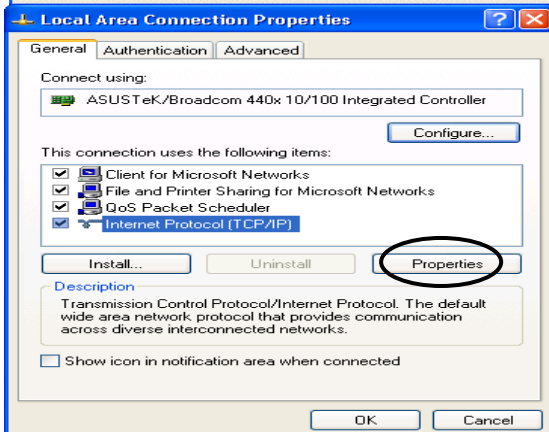 Local Area Connection Properties
General Authentication Advanced
Connect using:
ASUSTeK/Broadcom 440x 10/100 Integrated Controller
Configure...
This connection uses the following items:
Client for Microsoft Networks
File and Printer Sharing for Microsoft Networks
QoS Packet Scheduler
Internet Protocol (TCP/IP)
Install... Uninstall Properties
Description
Transmission Control Protocol/Internet Protocol. The default
wide area network protocol that provides communication
across diverse interconnected networks.
Show icon in notification area when connected
OK Cancel